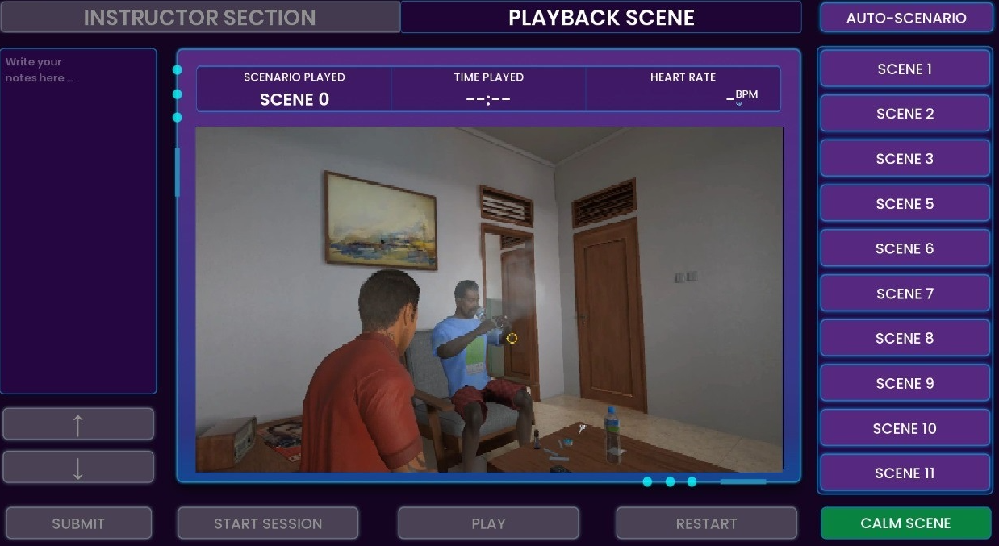 INSTRUCTOR SECTION
PLAYBACK SCENE
AUTO-SCENARIO
Write your
notes here ...
SCENARIO PLAYED
SCENE 0
TIME PLAYED
--:--
HEART RATE
-BPM
SCENE 1
SCENE 2
SCENE 3
SCENE 5
SCENE 6
SCENE 7
SCENE 8
SCENE 9
SCENE 10
SCENE 11
↑
↓
SUBMIT
START SESSION
PLAY
RESTART
CALM SCENE